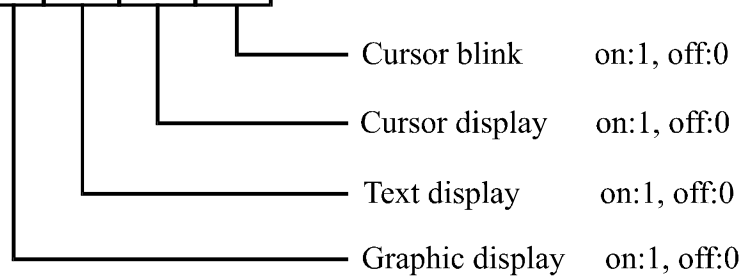 Cursor blink on:1, off:0
Cursor display on:1, off:0
Text display on:1, off:0
Graphic display on:1, off:0